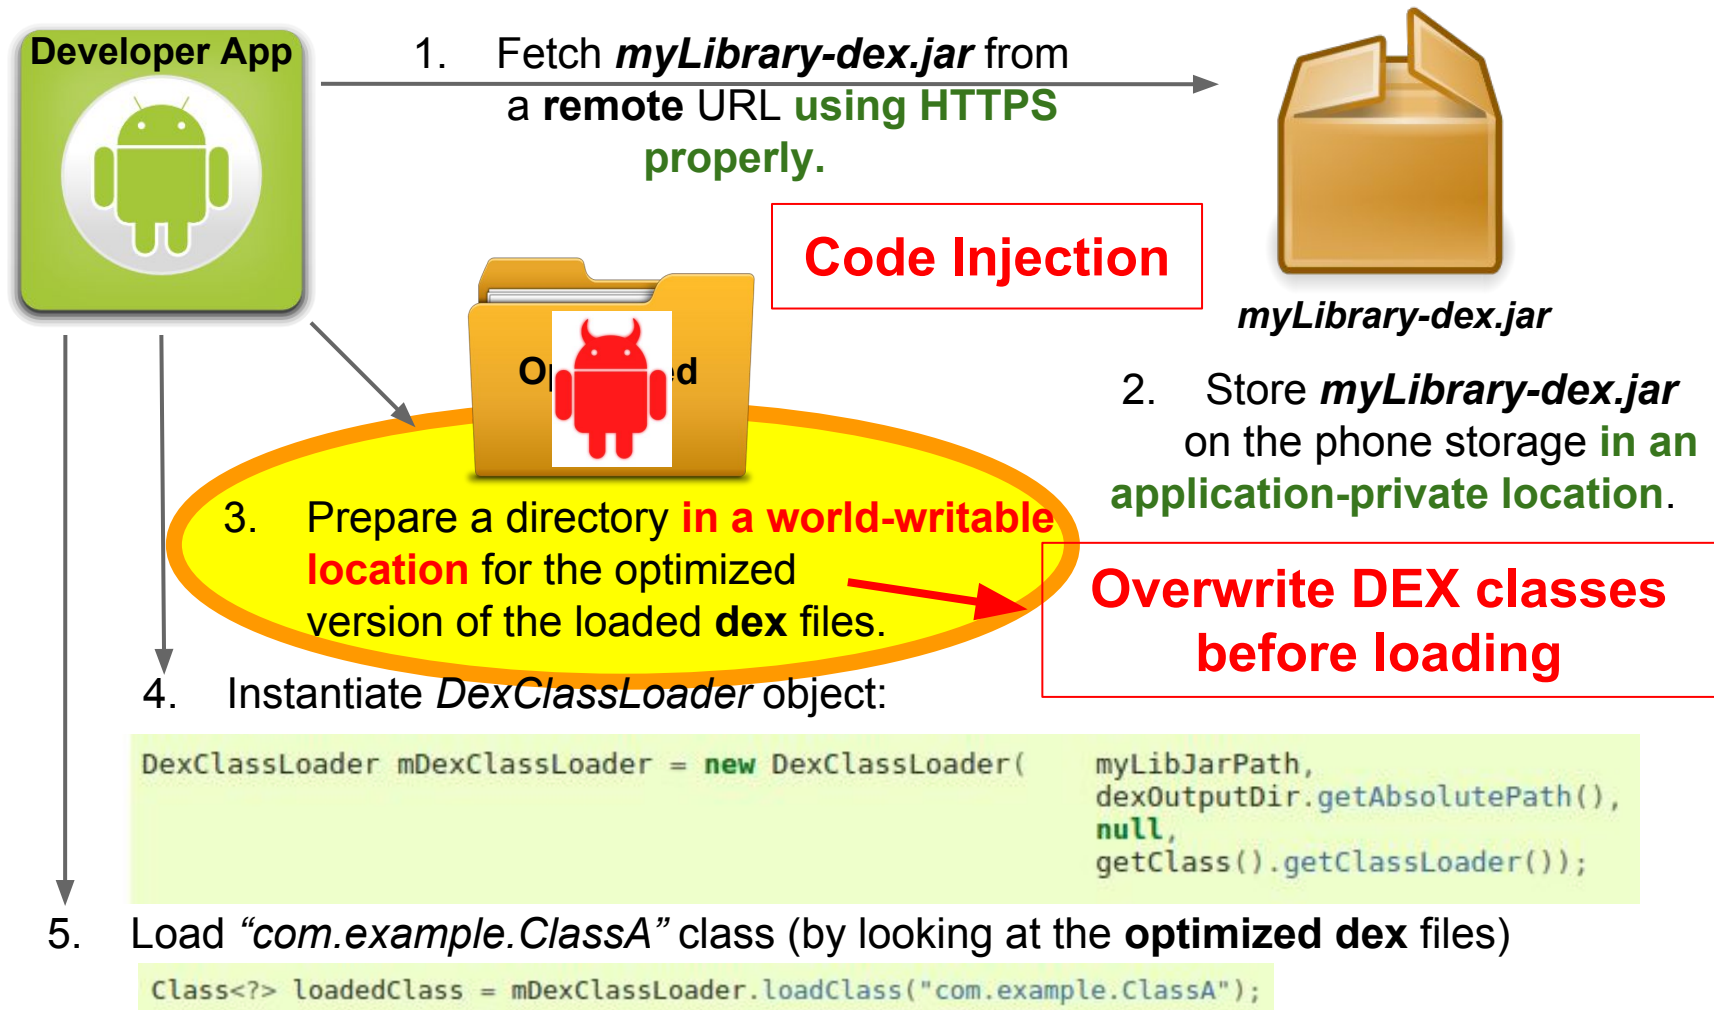 Developer App
1. Fetch myLibrary-dex.jar from
a remote URL using HTTPS
properly.
Code Injection
myLibrary-dex.jar
2. Store myLibrary-dex.jar
on the phone storage in an
application-private location.
3. Prepare a directory in a world-writable
location for the optimized
version of the loaded dex files.
Overwrite DEX classes
before loading
4. Instantiate DexClassLoader object:
DexClassLoader mDexClassLoader = new DexClassLoader( myLibJarPath,
dexOutputDir.getAbsolutePath(),
null,
getClass().getClassLoader());
5. Load “com.example.ClassA” class (by looking at the optimized dex files)
Class<?> loadedClass = mDexClassLoader.loadClass("com.example.ClassA");